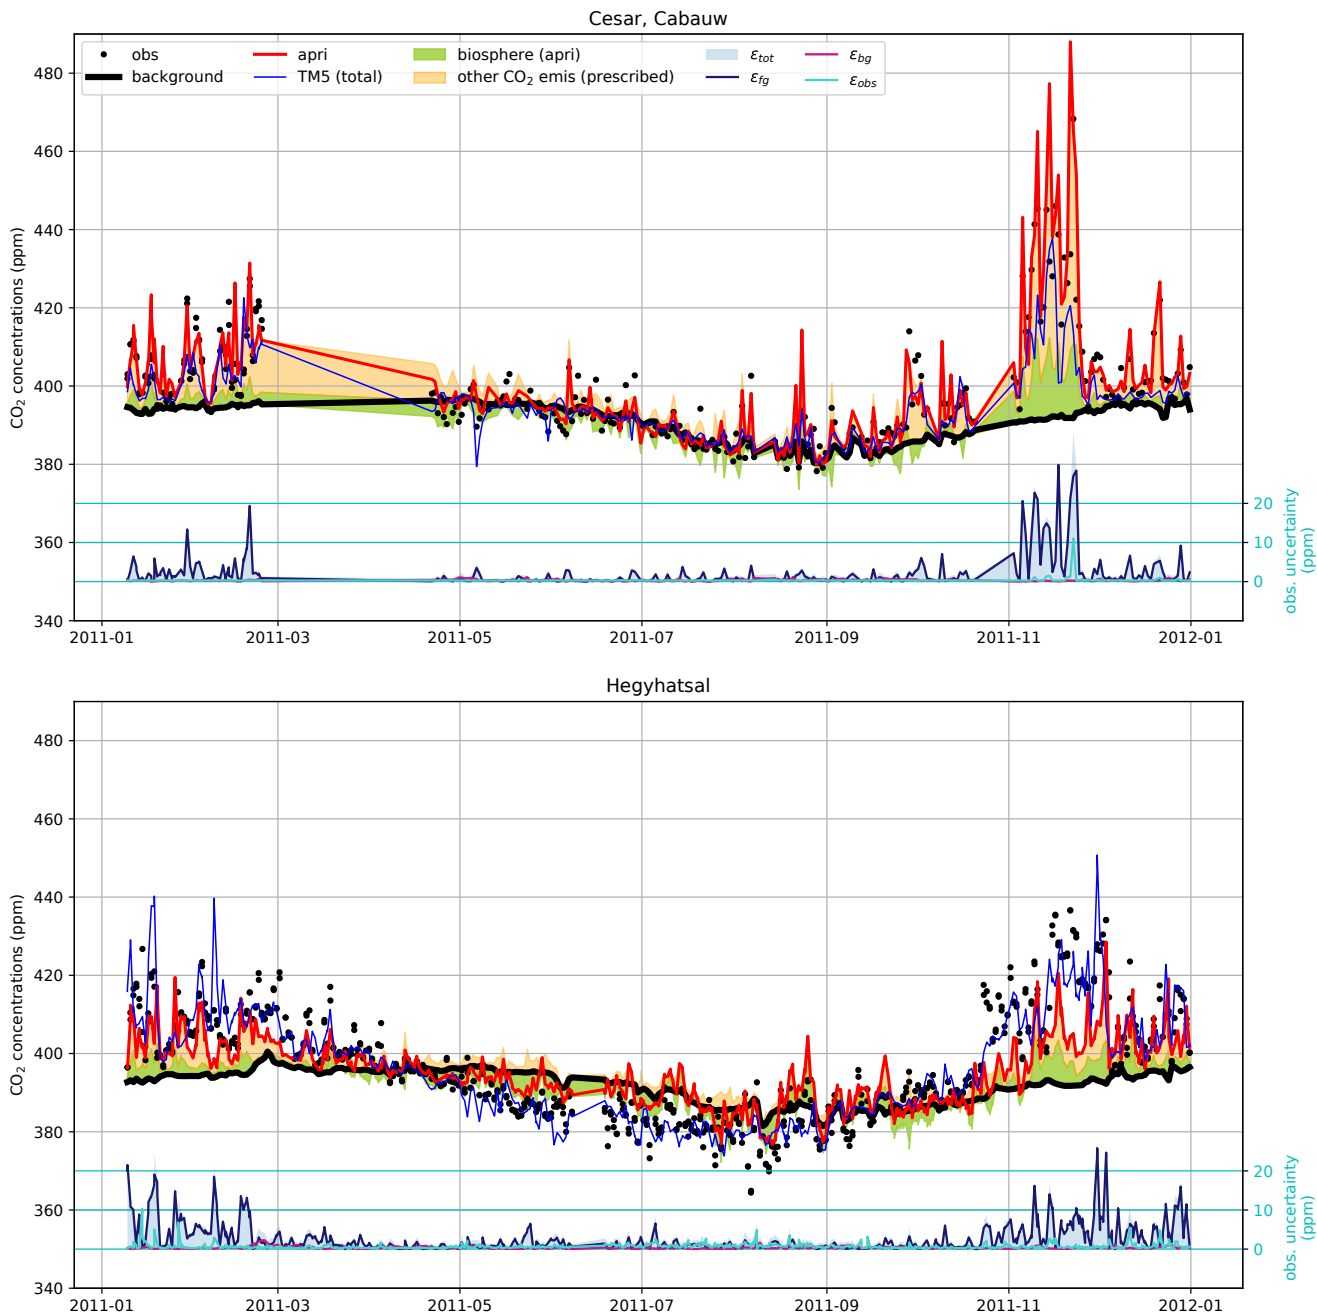 Cesar, Cabauw
obs
background
apri
TM5 (total)
biosphere (apri)
other CO₂ emis (prescribed)
ε_tot
ε_fg
ε_bg
ε_obs
CO₂ concentrations (ppm)
480
460
440
420
400
380
360
340
20
10
0
obs. uncertainty
(ppm)
2011-01 2011-03 2011-05 2011-07 2011-09 2011-11 2012-01
Hegyhatsal
CO₂ concentrations (ppm)
480
460
440
420
400
380
360
340
20
10
0
obs. uncertainty
(ppm)
2011-01 2011-03 2011-05 2011-07 2011-09 2011-11 2012-01